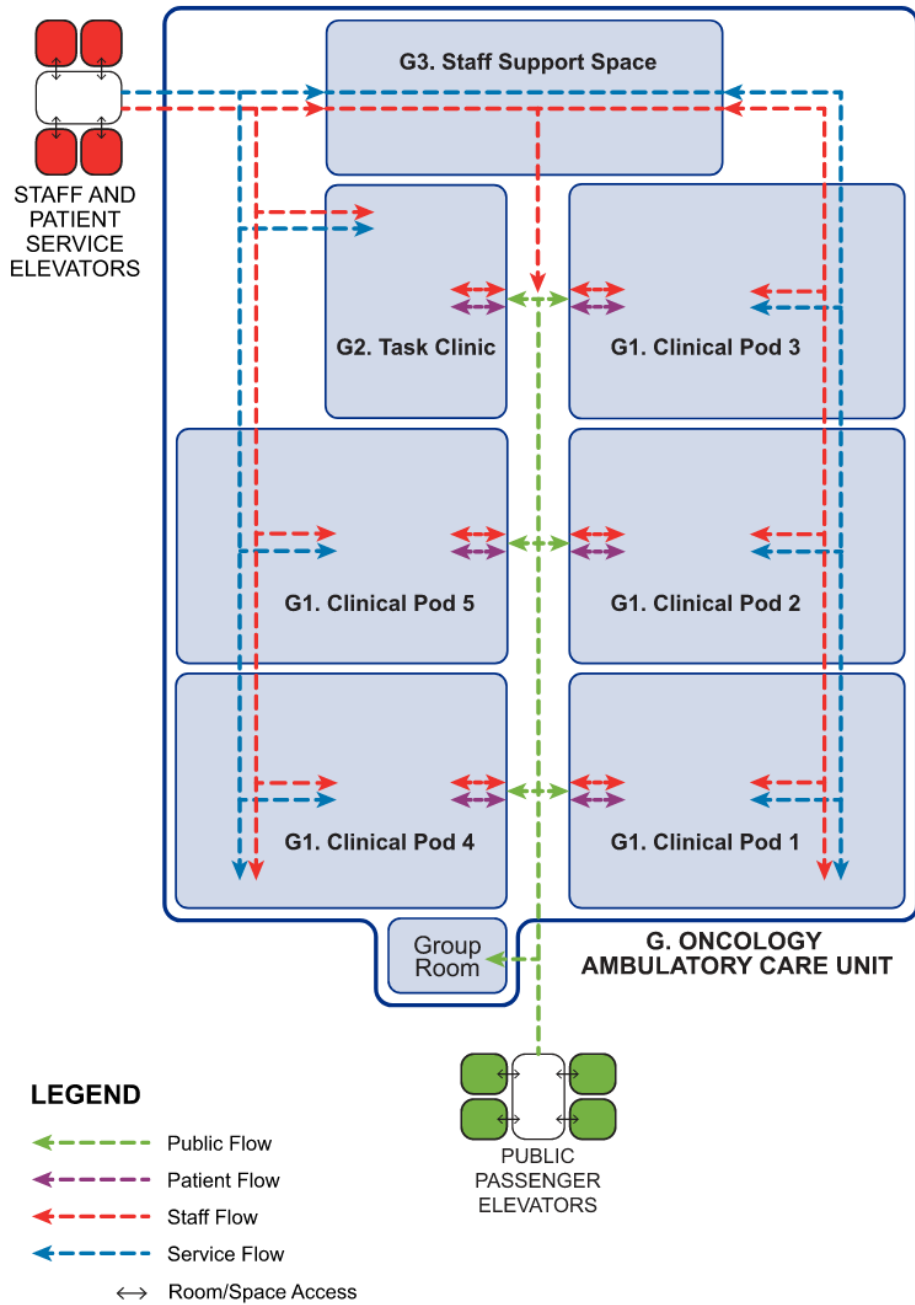 G3. Staff Support Space
STAFF AND
PATIENT
SERVICE
ELEVATORS
G2. Task Clinic
G1. Clinical Pod 3
G1. Clinical Pod 5
G1. Clinical Pod 2
G1. Clinical Pod 4
G1. Clinical Pod 1
Group
Room
G. ONCOLOGY
AMBULATORY CARE UNIT
PUBLIC
PASSENGER
ELEVATORS
LEGEND
Public Flow
Patient Flow
Staff Flow
Service Flow
Room/Space Access